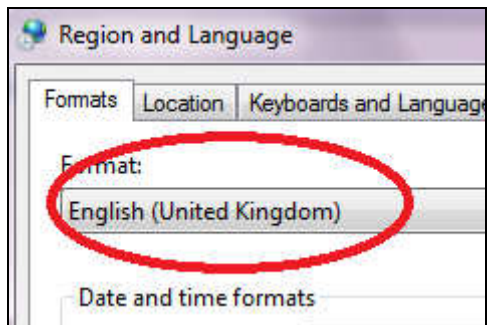 Region and Language
Formats Location Keyboards and Language
Format:
English (United Kingdom)
Date and time formats